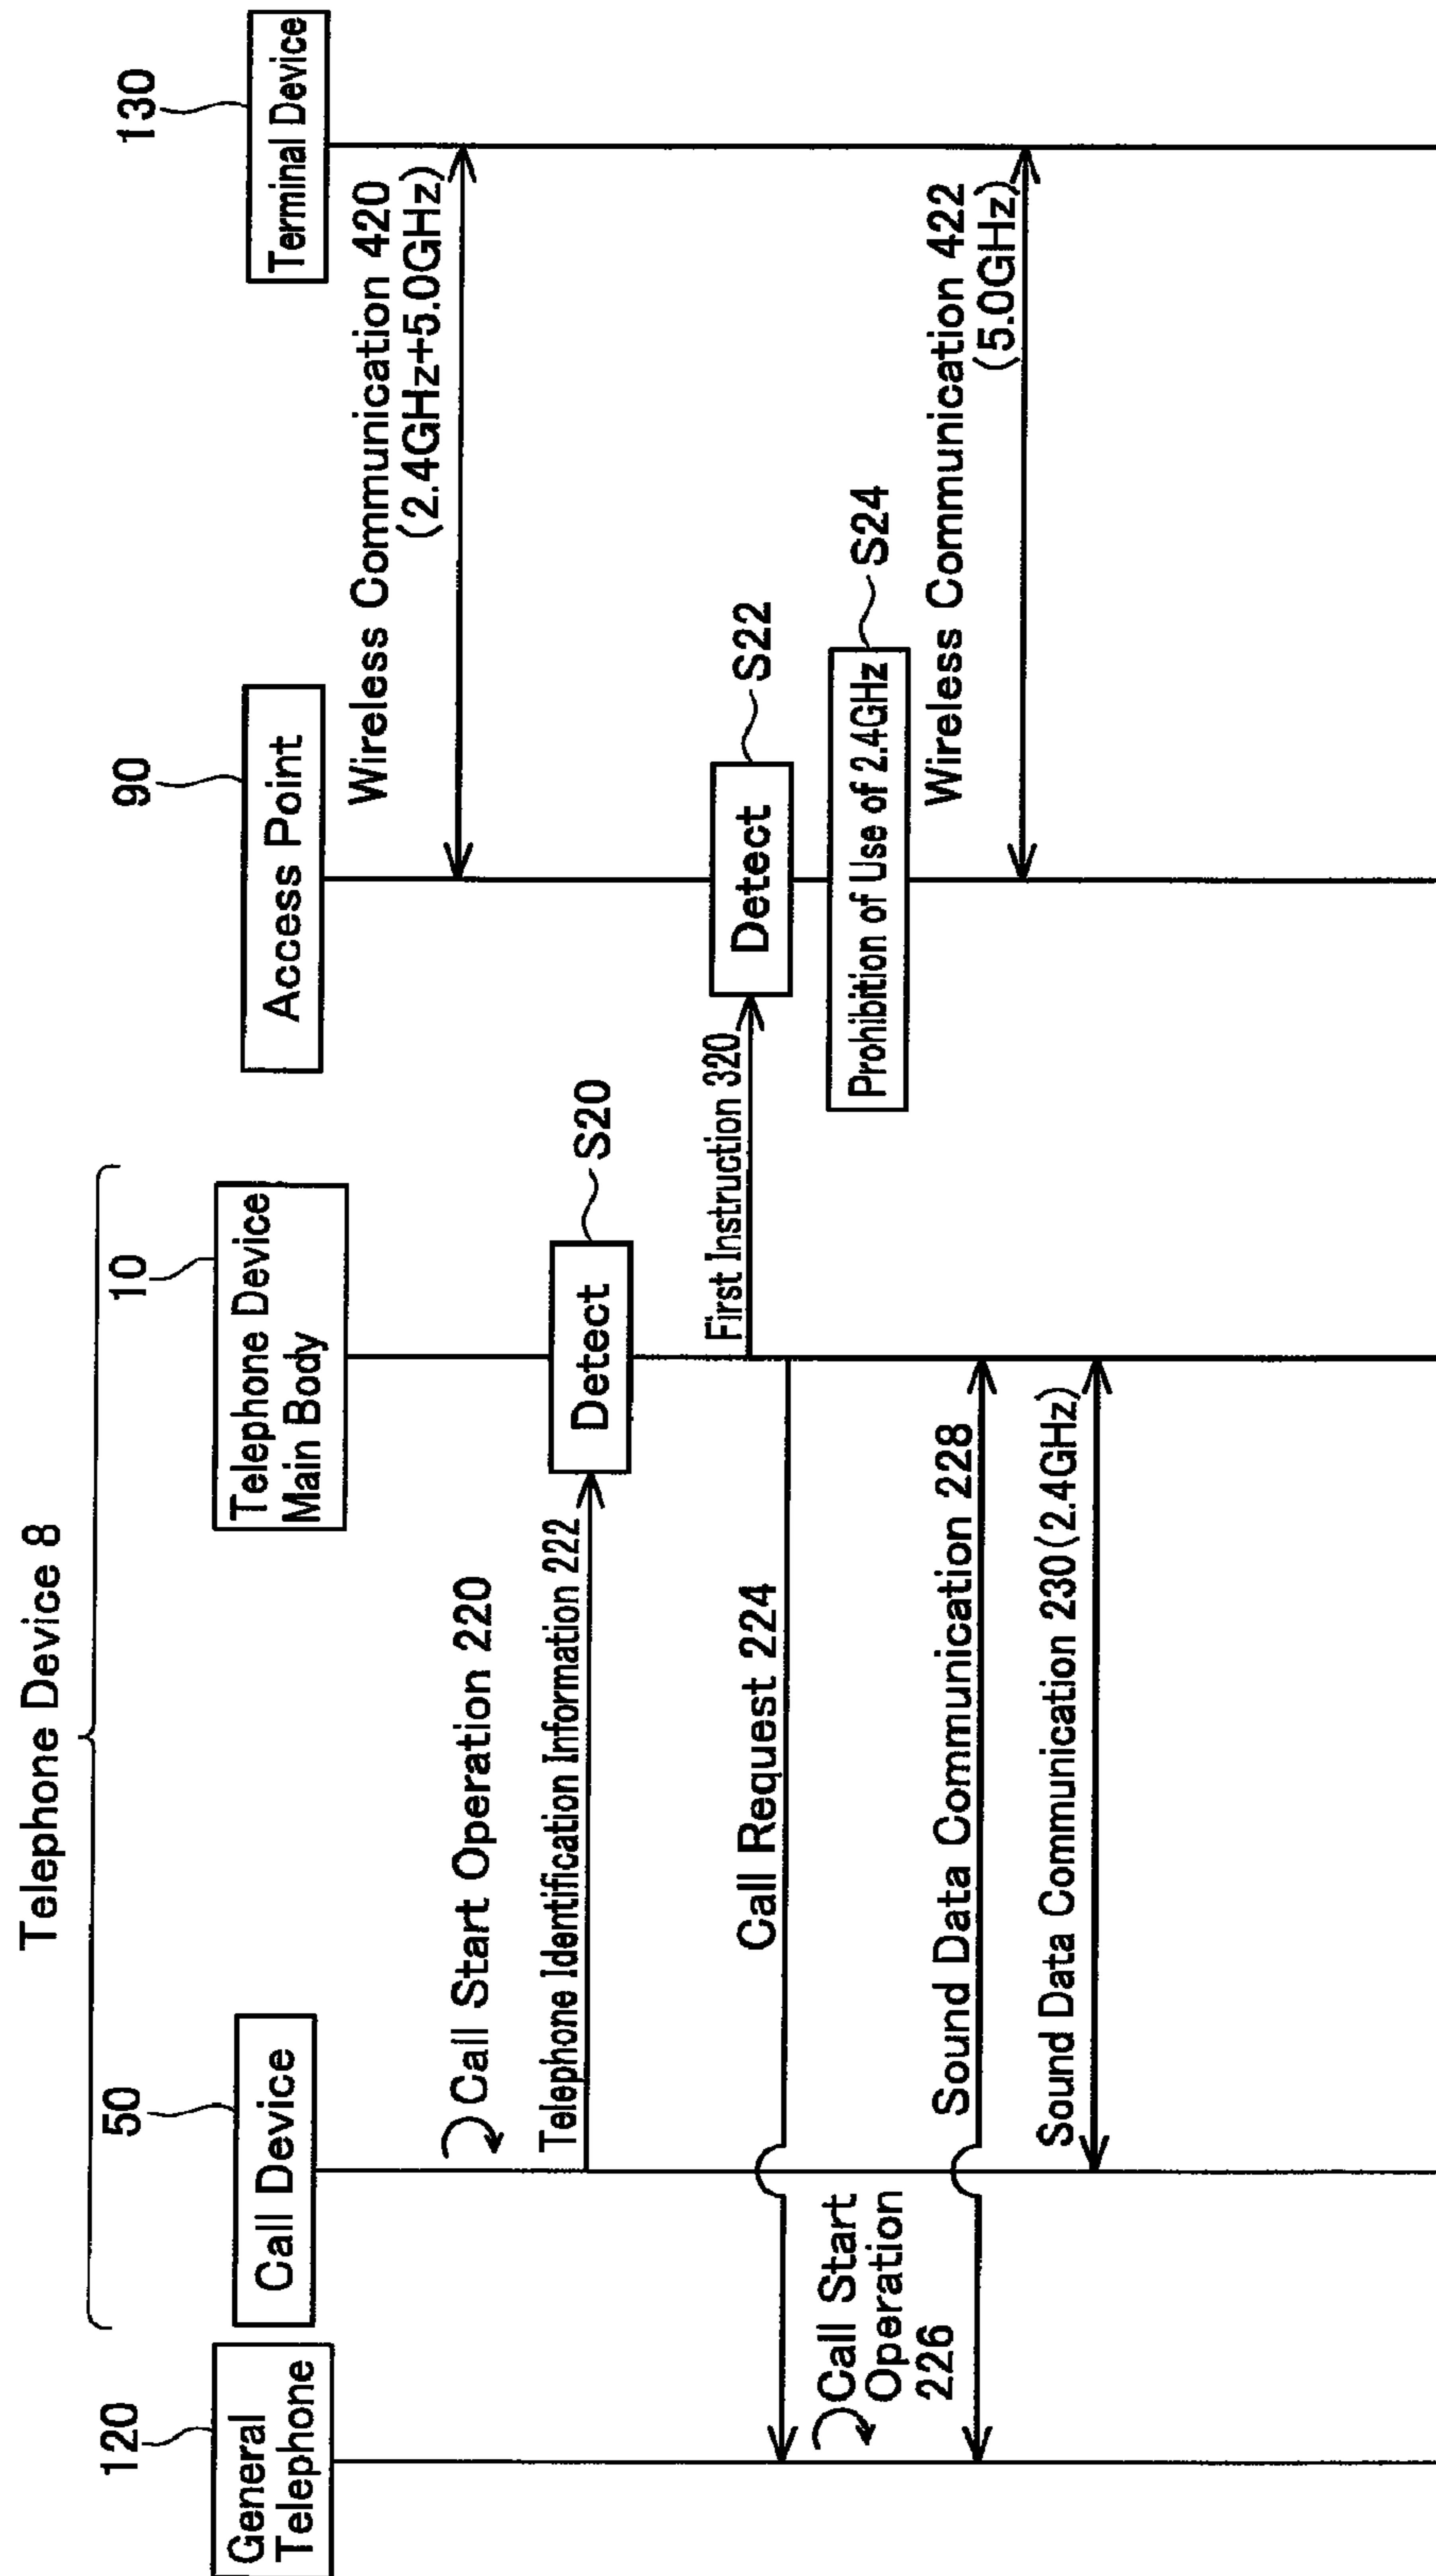 Telephone Device 8
120
50
10
90
130
General
Telephone
Call Device
Telephone Device
Main Body
Access Point
Terminal Device
Wireless Communication 420
(2.4GHz+5.0GHz)
Call Start Operation 220
Telephone Identification Information 222
Detect
S20
First Instruction 320
Detect
S22
Call Request 224
Call Start
Operation
226
Prohibition of Use of 2.4GHz
S24
Sound Data Communication 228
Wireless Communication 422
(5.0GHz)
Sound Data Communication 230(2.4GHz)